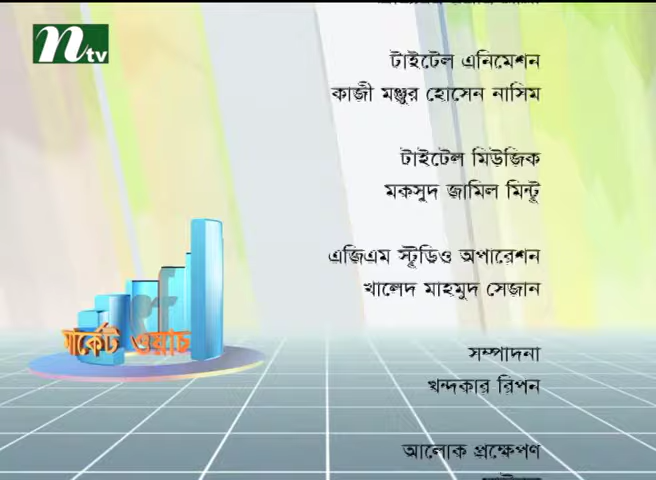 ntv
টাইটেল এনিমেশন
কাজী মঞ্জুর হোসেন নাসিম
টাইটেল মিউজিক
মকসুদ জামিল মিন্টু
এজিএম স্টুডিও অপারেশন
খালেদ মাহমুদ সেজান
মার্কেট ওয়াচ
সম্পাদনা
খন্দকার রিপন
আলোক প্রক্ষেপণ